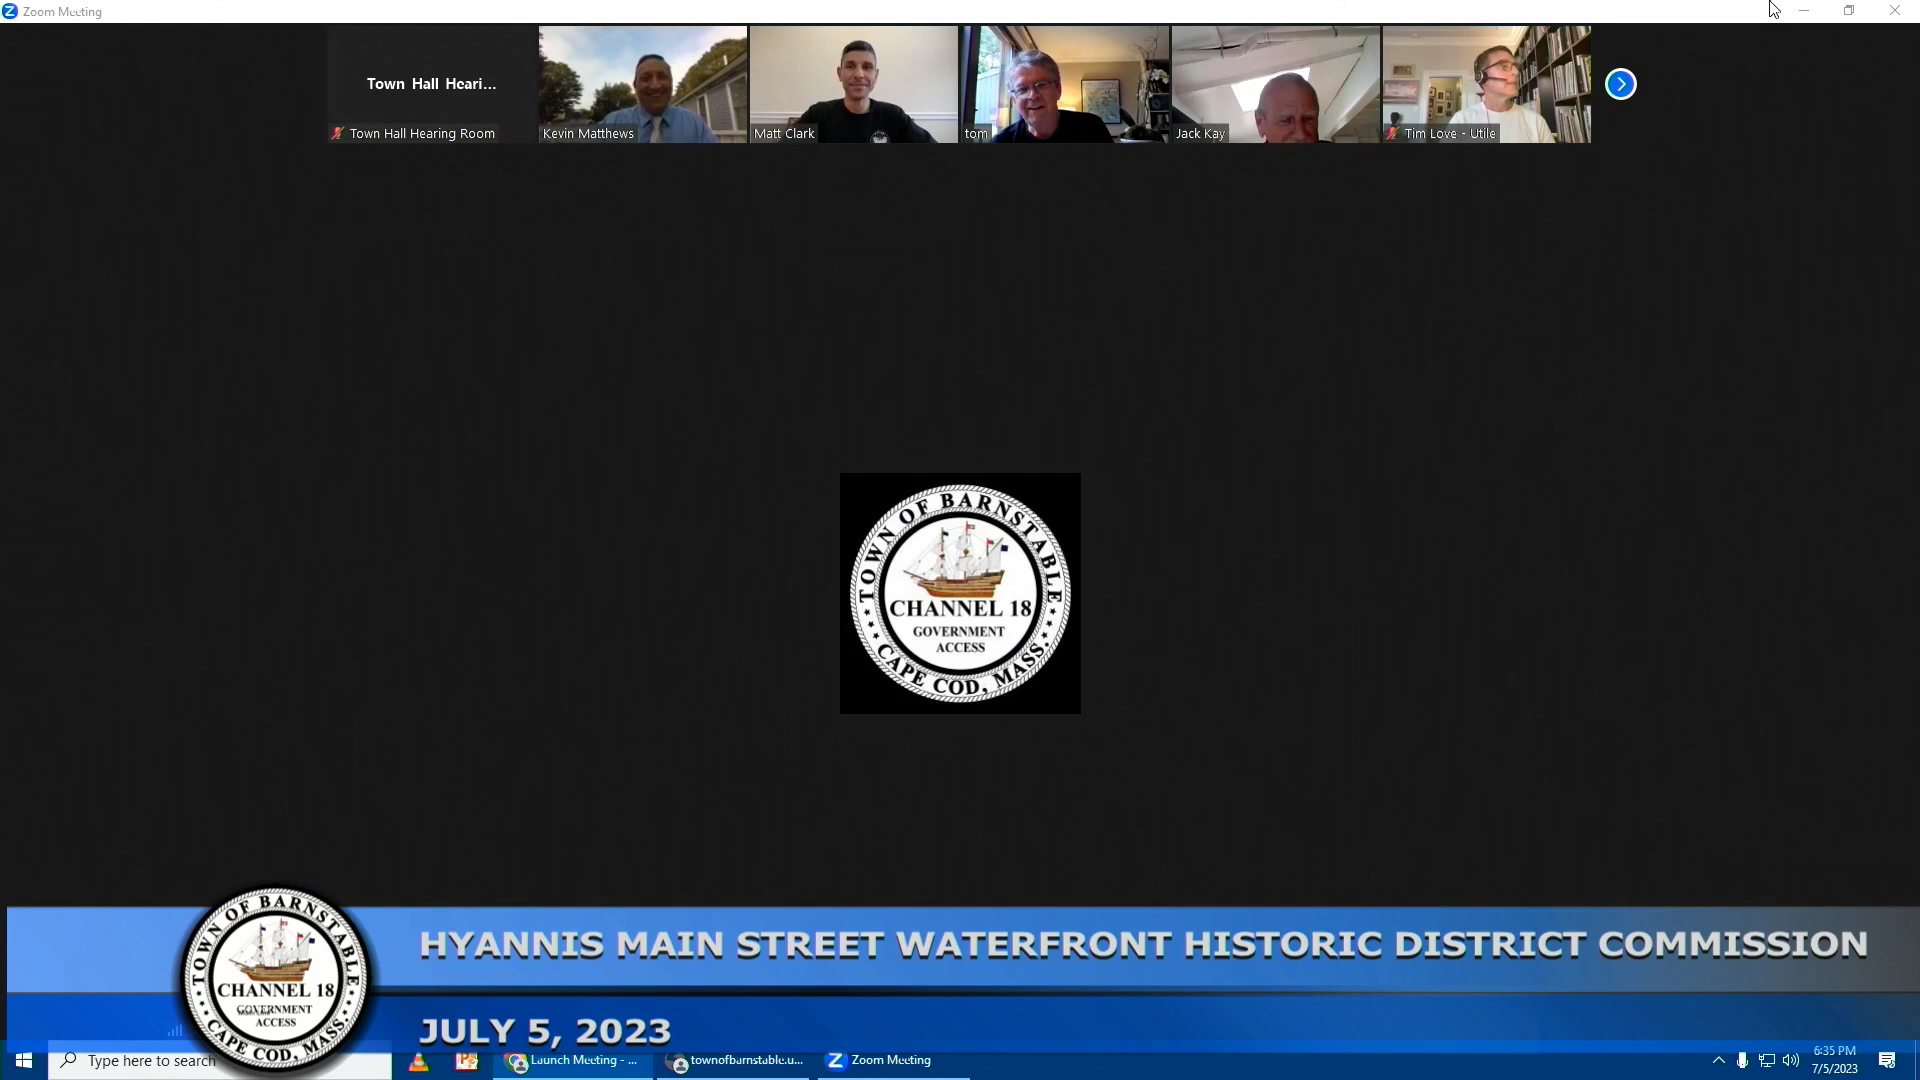 Zoom Meeting
Town Hall Heari...
Town Hall Hearing Room
Kevin Matthews
Matt Clark
tom
Jack Kay
Tim Love - Utile
TOWN OF BARNSTABLE
CHANNEL 18
GOVERNMENT
ACCESS
CAPE COD, MASS.
TOWN OF BARNSTABLE
CHANNEL 18
GOVERNMENT
ACCESS
CAPE COD, MASS.
HYANNIS MAIN STREET WATERFRONT HISTORIC DISTRICT COMMISSION
JULY 5, 2023
Type here to search
Launch Meeting - ...
townofbarnstable.u...
Zoom Meeting
6:35 PM
7/5/2023